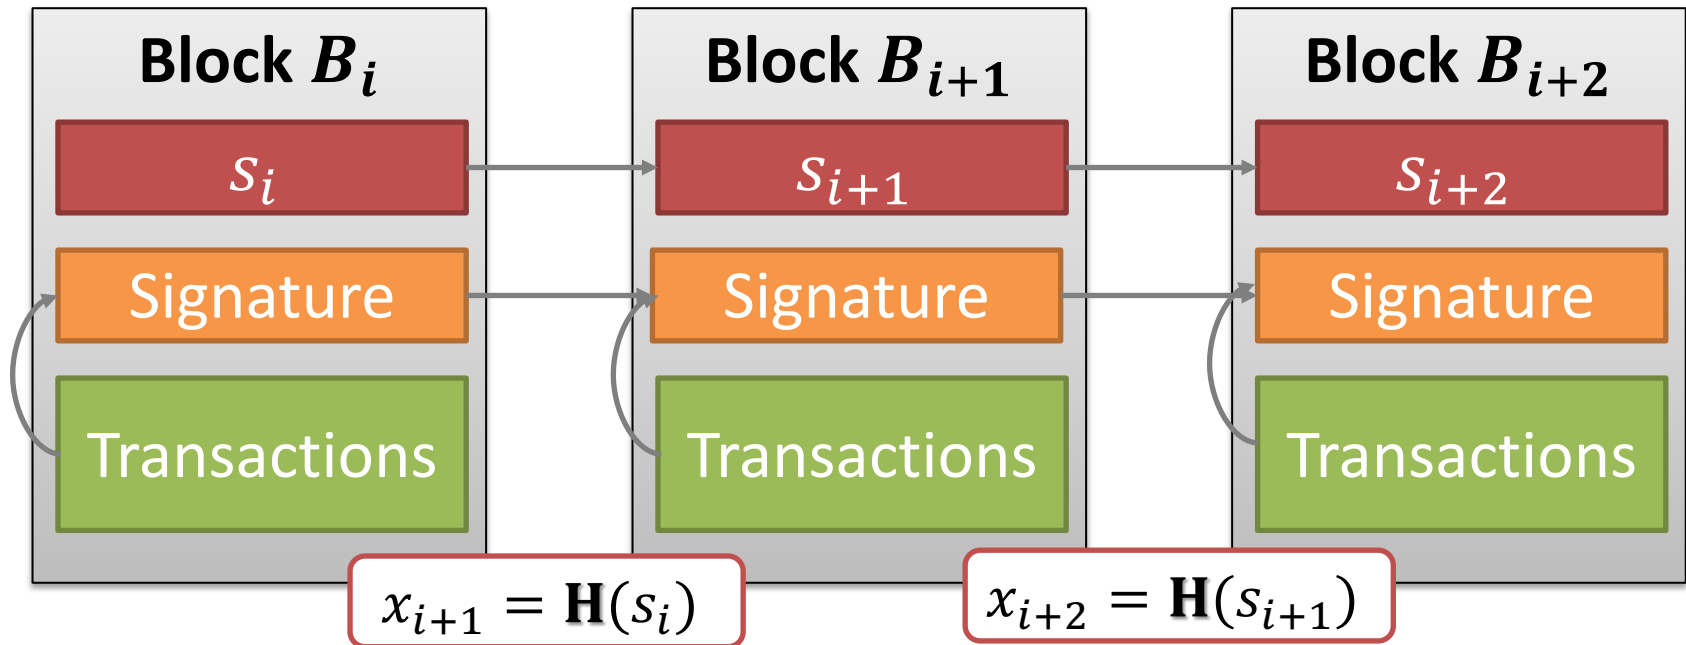 Block B_i
s_i
Signature
Transactions
Block B_{i+1}
s_{i+1}
Signature
Transactions
Block B_{i+2}
s_{i+2}
Signature
Transactions
x_{i+1} = H(s_i)
x_{i+2} = H(s_{i+1})